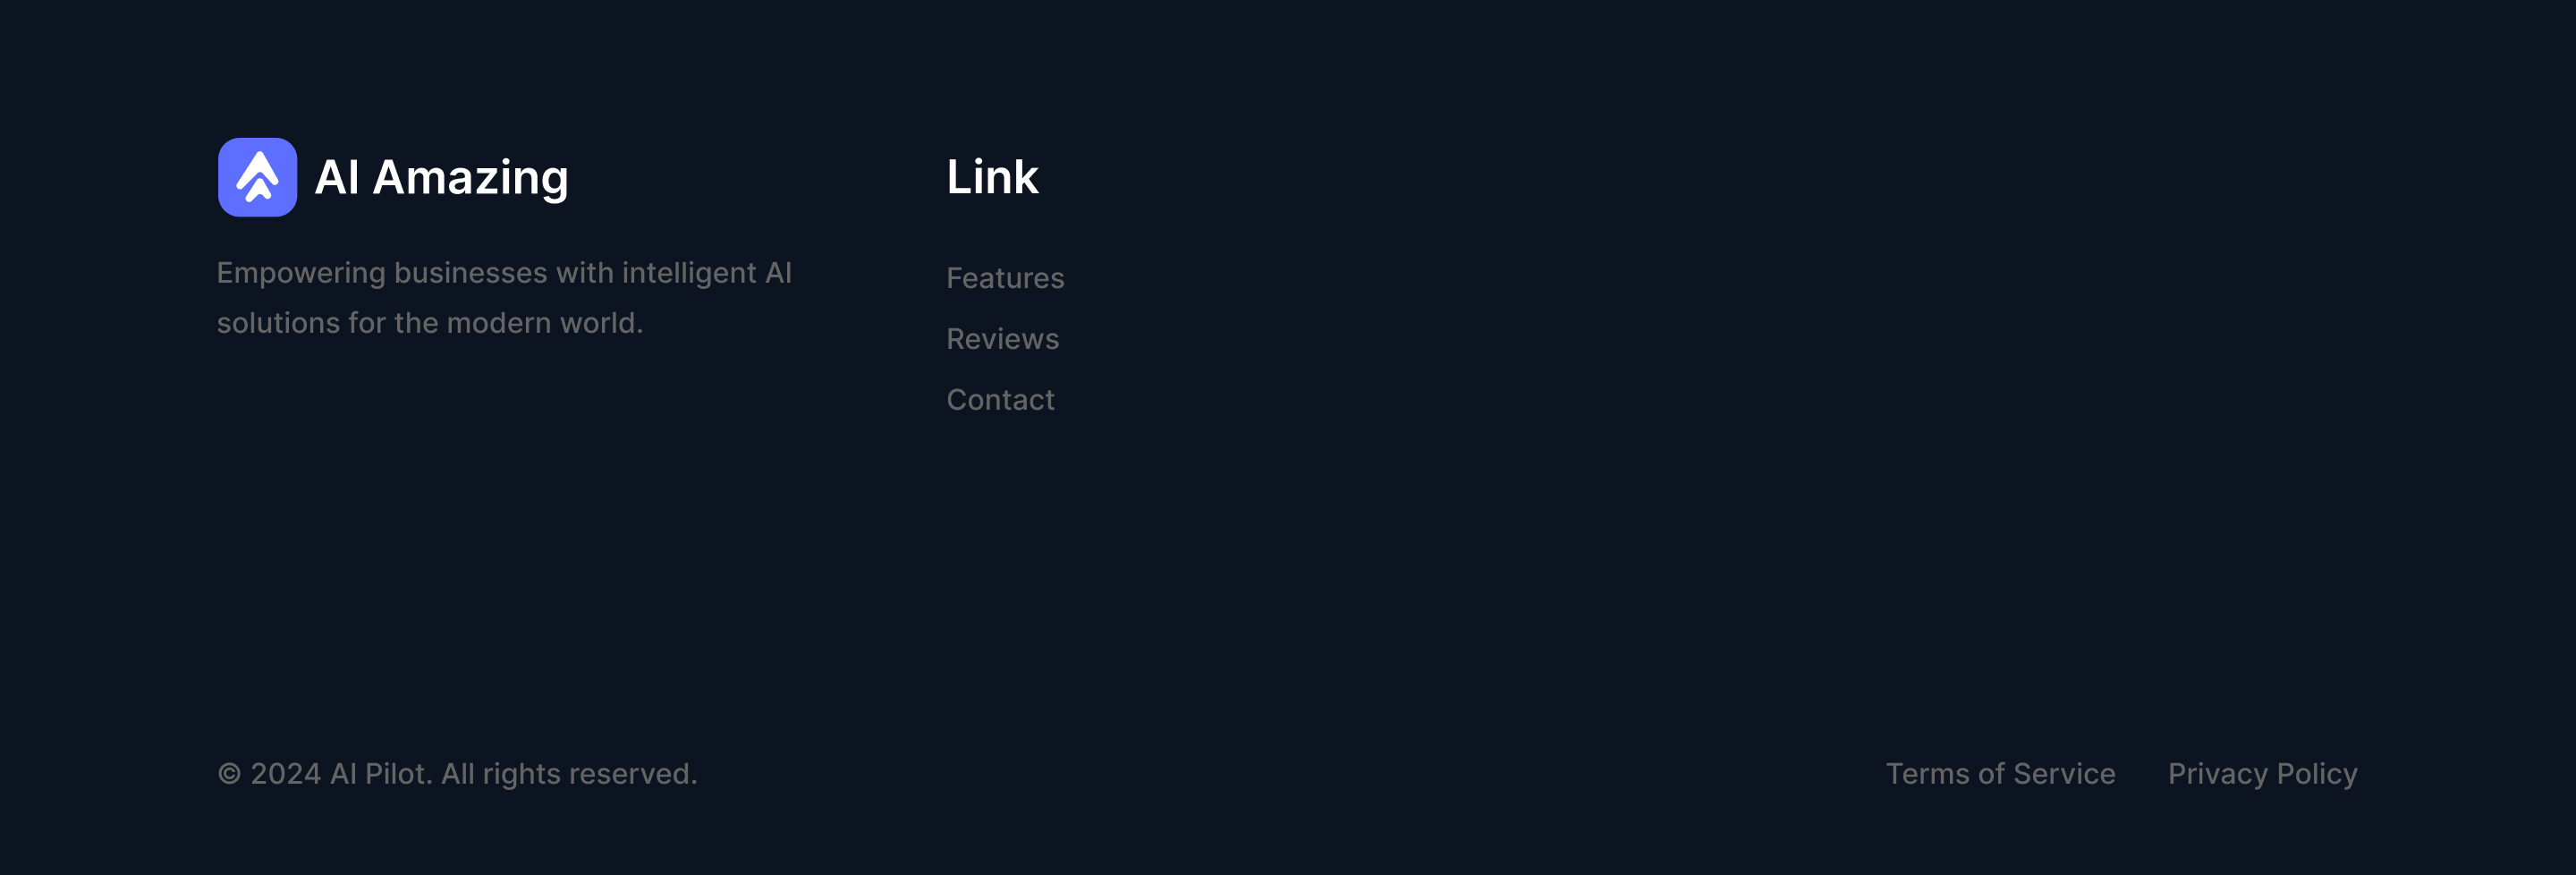 AI Amazing
Empowering businesses with intelligent AI
solutions for the modern world.
Link
Features
Reviews
Contact
© 2024 AI Pilot. All rights reserved.
Terms of Service
Privacy Policy